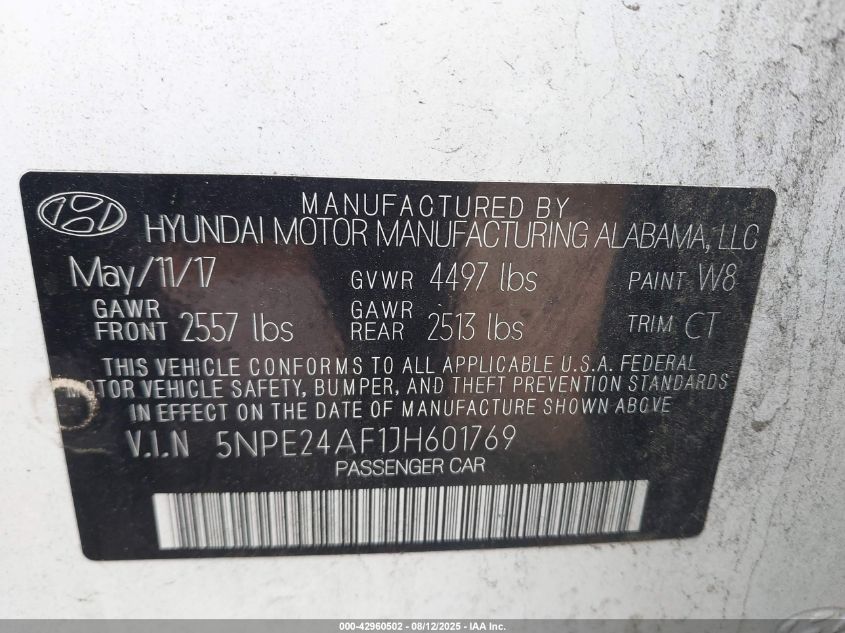 MANUFACTURED BY
HYUNDAI MOTOR MANUFACTURING ALABAMA, LLC
May/11/17 GVWR 4497 lbs PAINT W8
GAWR FRONT 2557 lbs GAWR REAR 2513 lbs TRIM CT
THIS VEHICLE CONFORMS TO ALL APPLICABLE U.S.A. FEDERAL
MOTOR VEHICLE SAFETY, BUMPER, AND THEFT PREVENTION STANDARDS
IN EFFECT ON THE DATE OF MANUFACTURE SHOWN ABOVE
V.I.N 5NPE24AF1JH601769
PASSENGER CAR
000-42960502 - 08/12/2025 - IAA Inc.